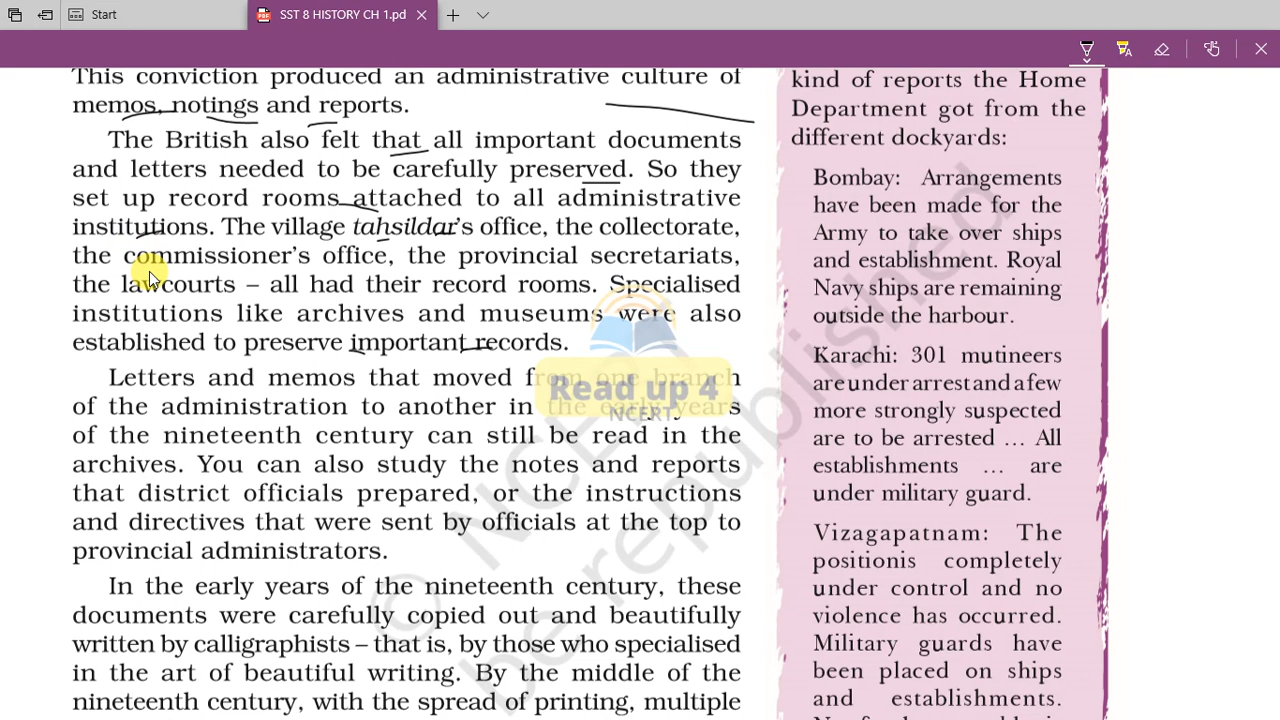 Start
SST 8 HISTORY CH 1.pd
This conviction produced an administrative culture of
memos, notings and reports.
The British also felt that all important documents
and letters needed to be carefully preserved. So they
set up record rooms attached to all administrative
institutions. The village tahsildar's office, the collectorate,
the commissioner's office, the provincial secretariats,
the lawcourts – all had their record rooms. Specialised
institutions like archives and museums were also
established to preserve important records.
Letters and memos that moved from one branch
of the administration to another in the early years
of the nineteenth century can still be read in the
archives. You can also study the notes and reports
that district officials prepared, or the instructions
and directives that were sent by officials at the top to
provincial administrators.
In the early years of the nineteenth century, these
documents were carefully copied out and beautifully
written by calligraphists – that is, by those who specialised
in the art of beautiful writing. By the middle of the
nineteenth century, with the spread of printing, multiple
kind of reports the Home
Department got from the
different dockyards:
Bombay: Arrangements
have been made for the
Army to take over ships
and establishment. Royal
Navy ships are remaining
outside the harbour.
Karachi: 301 mutineers
are under arrest and a few
more strongly suspected
are to be arrested … All
establishments … are
under military guard.
Vizagapatnam: The
positionis completely
under control and no
violence has occurred.
Military guards have
been placed on ships
and establishments.
Read up 4
NCERT
© NCERT
be republished